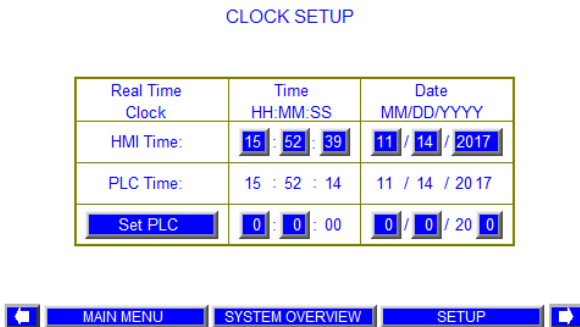 CLOCK SETUP
Real Time Clock Time HH:MM:SS Date MM/DD/YYYY
HMI Time: 15 : 52 : 39 11 / 14 / 2017
PLC Time: 15 : 52 : 14 11 / 14 / 2017
Set PLC 0 : 0 : 00 0 / 0 / 20 0
MAIN MENU SYSTEM OVERVIEW SETUP